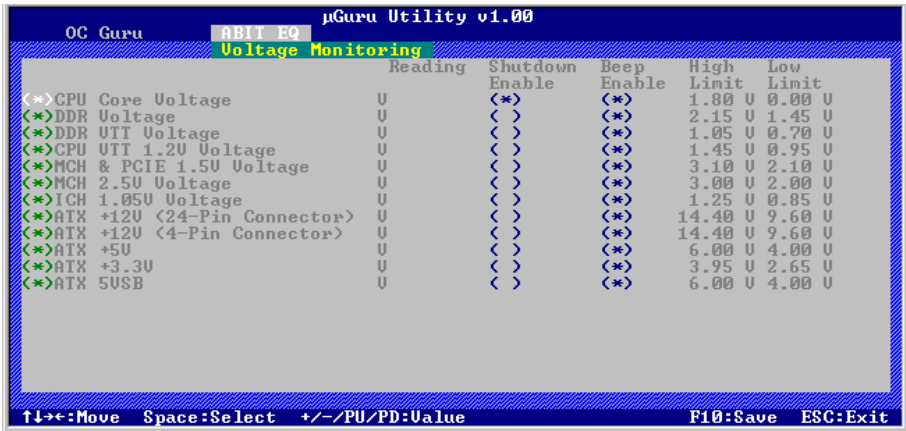 µGuru Utility v1.00
OC Guru ABIT EQ
Voltage Monitoring
Reading Shutdown Beep High Low
Enable Enable Limit Limit
(*)CPU Core Voltage V (*) (*) 1.80 V 0.00 V
(*)DDR Voltage V ( ) (*) 2.15 V 1.45 V
(*)DDR VTT Voltage V ( ) (*) 1.05 V 0.70 V
(*)CPU VTT 1.2V Voltage V ( ) (*) 1.45 V 0.95 V
(*)MCH & PCIE 1.5V Voltage V ( ) (*) 3.10 V 2.10 V
(*)MCH 2.5V Voltage V ( ) (*) 3.00 V 2.00 V
(*)ICH 1.05V Voltage V ( ) (*) 1.25 V 0.85 V
(*)ATX +12V (24-Pin Connector) V ( ) (*) 14.40 V 9.60 V
(*)ATX +12V (4-Pin Connector) V ( ) (*) 14.40 V 9.60 V
(*)ATX +5V V ( ) (*) 6.00 V 4.00 V
(*)ATX +3.3V V ( ) (*) 3.95 V 2.65 V
(*)ATX 5VSB V ( ) (*) 6.00 V 4.00 V
↑↓→←:Move Space:Select +/-/PU/PD:Value F10:Save ESC:Exit